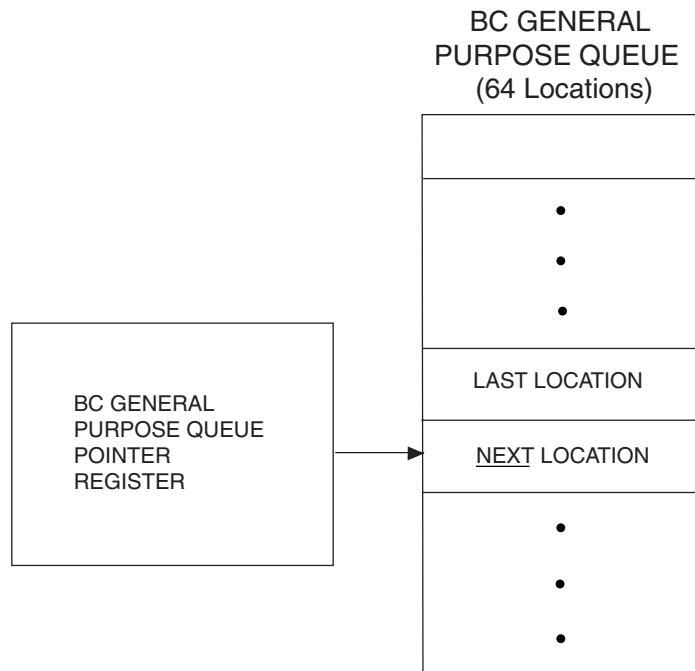 BC GENERAL
PURPOSE QUEUE
(64 Locations)
LAST LOCATION
BC GENERAL
PURPOSE QUEUE
POINTER
REGISTER
NEXT LOCATION